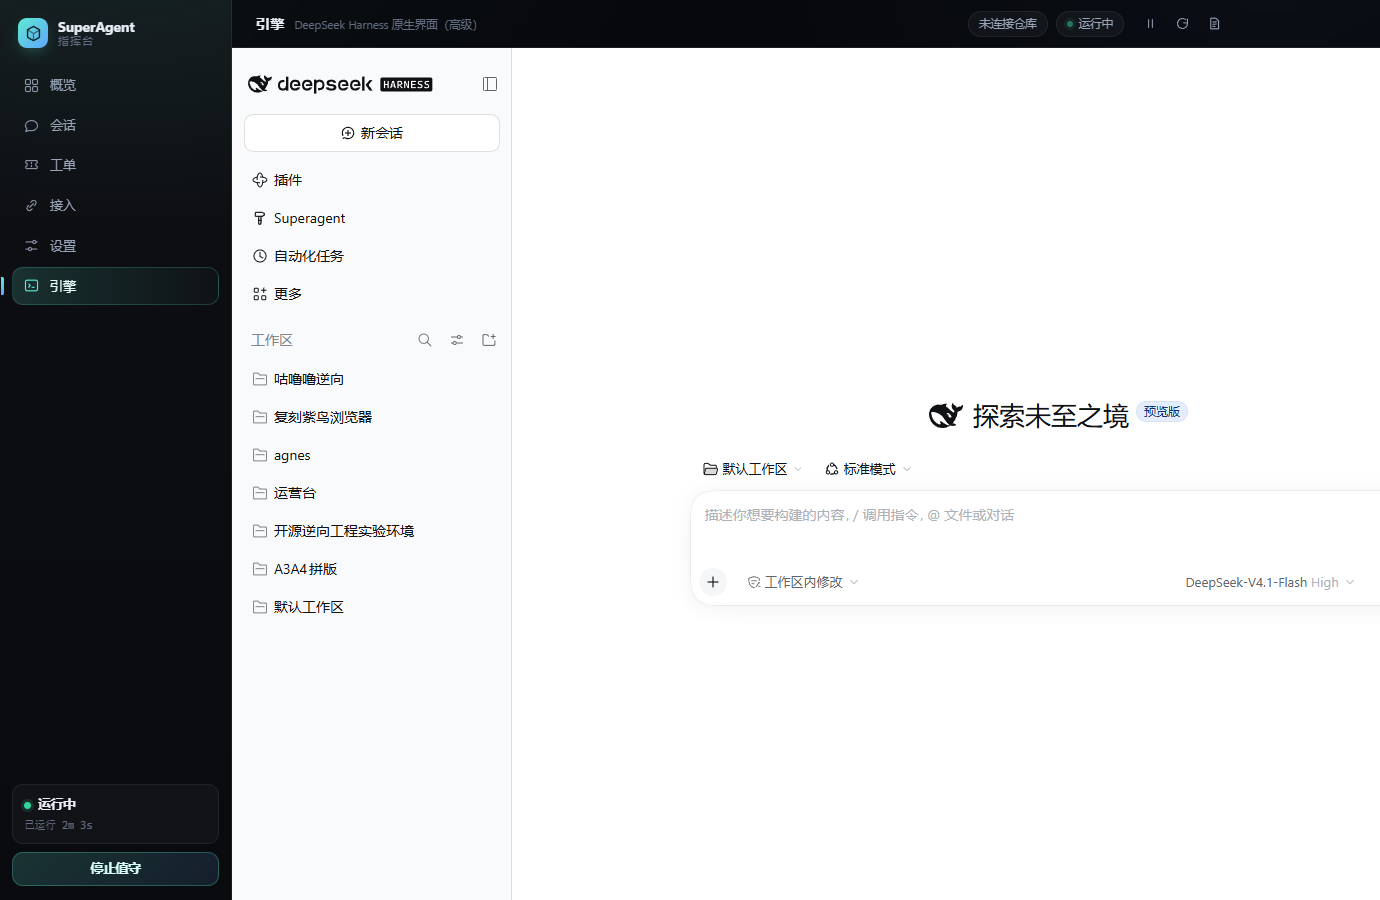 SuperAgent
指挥台
概览
会话
工单
接入
设置
引擎
运行中
已运行 2m 3s
停止值守
引擎 DeepSeek Harness 原生界面（高级）
未连接仓库
运行中
deepseek HARNESS
新会话
插件
Superagent
自动化任务
更多
工作区
咕噜噜逆向
复刻紫鸟浏览器
agnes
运营台
开源逆向工程实验环境
A3A4拼版
默认工作区
探索未至之境 预览版
默认工作区 标准模式
描述你想要构建的内容, / 调用指令, @ 文件或对话
工作区内修改
DeepSeek-V4.1-Flash High